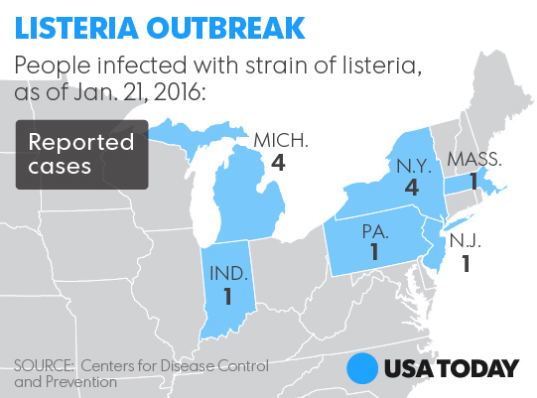 LISTERIA OUTBREAK
People infected with strain of listeria,
as of Jan. 21, 2016:
Reported
cases
MICH.
4
N.Y.
4
MASS.
1
PA.
1
N.J.
1
IND.
1
SOURCE: Centers for Disease Control
and Prevention
USA TODAY